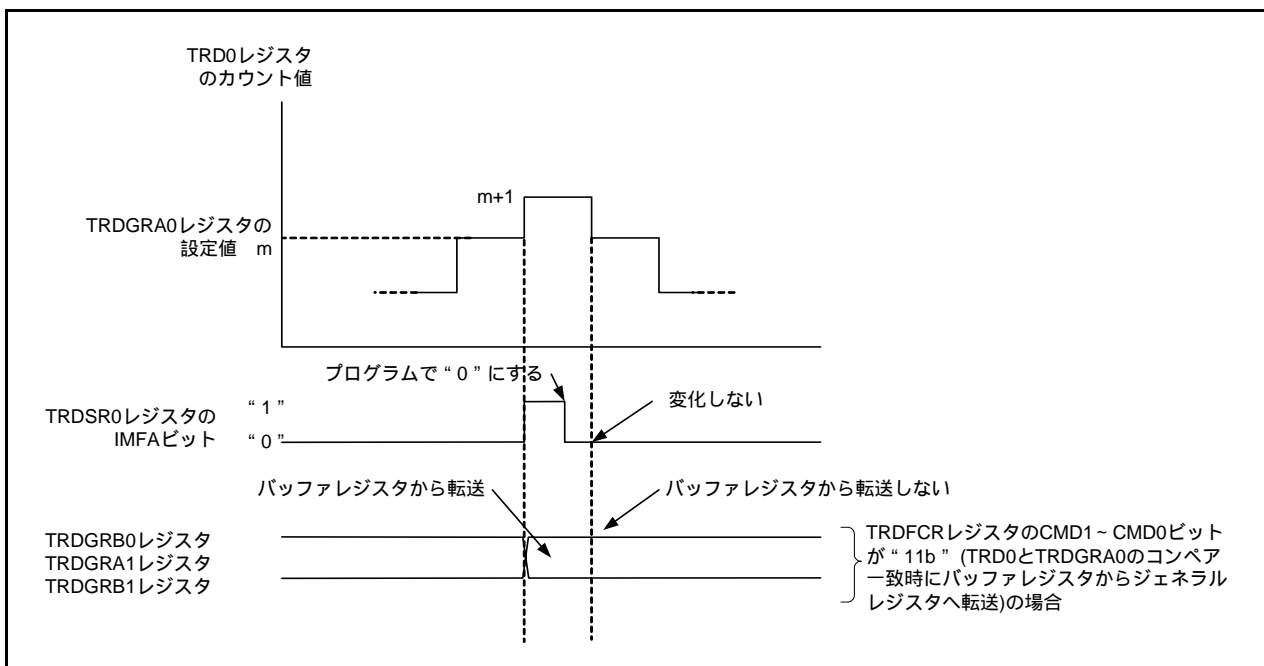 TRD0レジスタ
のカウント値
m+1
TRDGRA0レジスタの
設定値　m
プログラムで“0”にする
変化しない
TRDSR0レジスタの
IMFAビット
“1”
“0”
バッファレジスタから転送
バッファレジスタから転送しない
TRDGRB0レジスタ
TRDGRA1レジスタ
TRDGRB1レジスタ
TRDFCRレジスタのCMD1~CMD0ビット
が“11b”(TRD0とTRDGRA0のコンペア
一致時にバッファレジスタからジェネラル
レジスタへ転送)の場合